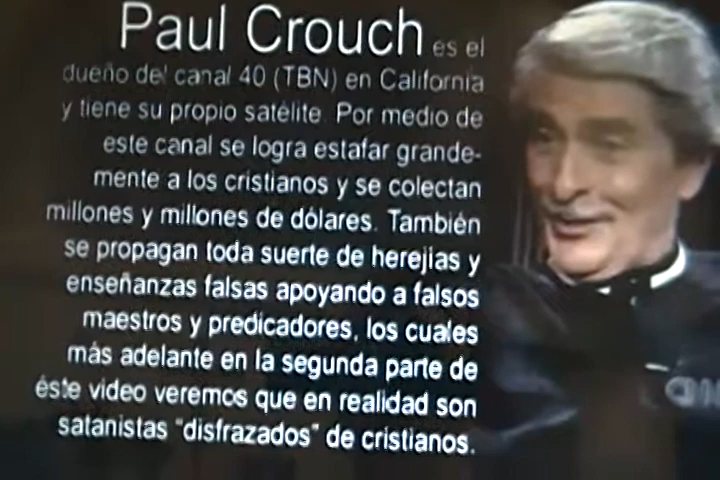 Paul Crouch es el
dueño del canal 40 (TBN) en California
y tiene su propio satélite. Por medio de
este canal se logra estafar grande-
mente a los cristianos y se colectan
millones y millones de dólares. También
se propagan toda suerte de herejias y
enseñanzas falsas apoyando a falsos
maestros y predicadores, los cuales
más adelante en la segunda parte de
éste video veremos que en realidad son
satanistas "disfrazados" de cristianos.